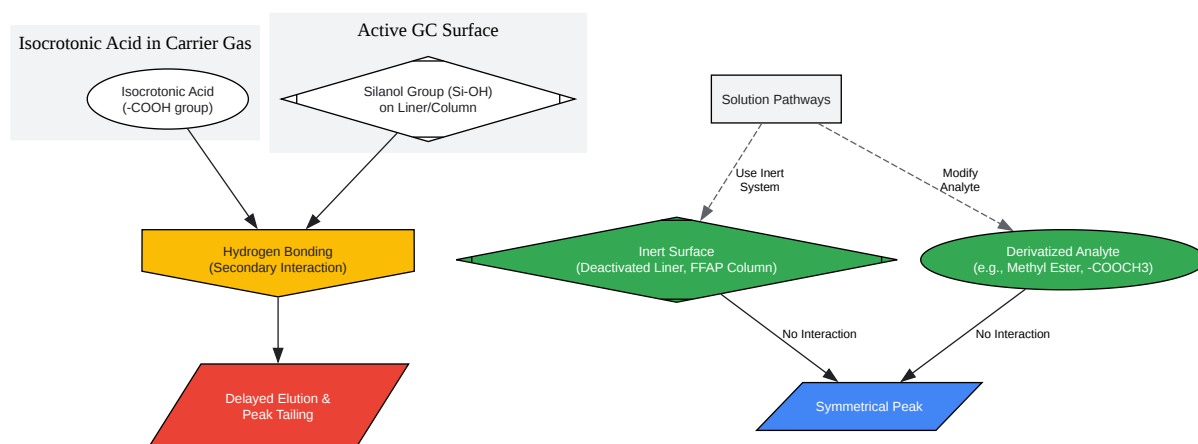 Isocrotonic Acid in Carrier Gas
Isocrotonic Acid
(-COOH group)
Active GC Surface
Silanol Group (Si-OH)
on Liner/Column
Hydrogen Bonding
(Secondary Interaction)
Delayed Elution &
Peak Tailing
Solution Pathways
Use Inert
System
Modify
Analyte
Inert Surface
(Deactivated Liner, FFAP Column)
Derivatized Analyte
(e.g., Methyl Ester, -COOCH3)
No Interaction
No Interaction
Symmetrical Peak